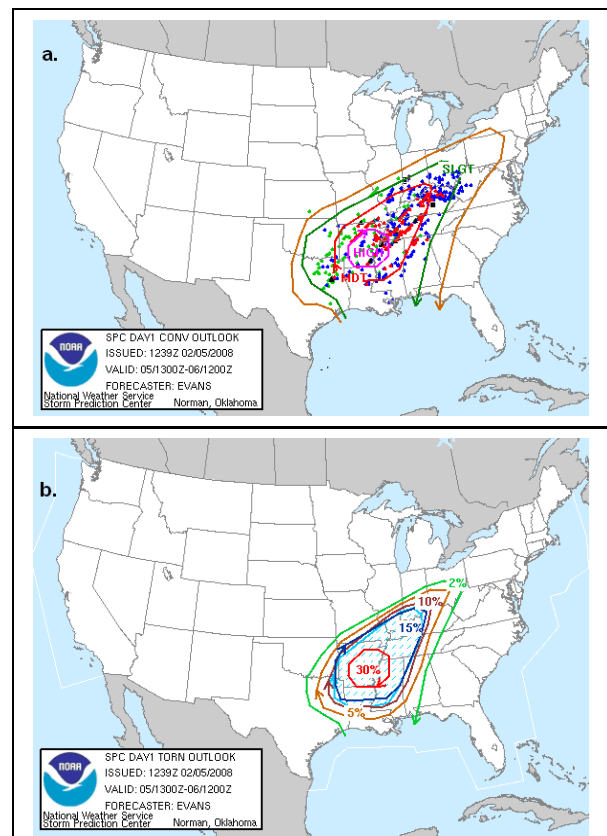 a.
SLGT
HIGH
MDT
SPC DAY1 CONV OUTLOOK
ISSUED: 1239Z 02/05/2008
VALID: 05/1300Z-06/1200Z
FORECASTER: EVANS
NOAA
National Weather Service
Storm Prediction Center Norman, Oklahoma
b.
2%
10%
15%
30%
5%
SPC DAY1 TORN OUTLOOK
ISSUED: 1239Z 02/05/2008
VALID: 05/1300Z-06/1200Z
FORECASTER: EVANS
NOAA
National Weather Service
Storm Prediction Center Norman, Oklahoma